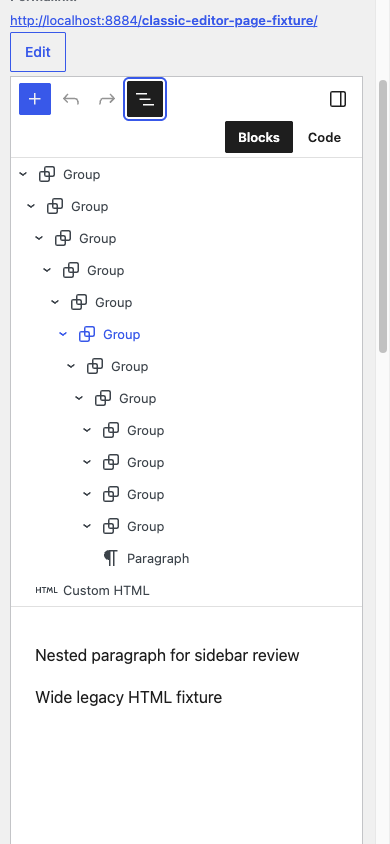 http://localhost:8884/classic-editor-page-fixture/
Edit
Blocks Code
Group
Group
Group
Group
Group
Group
Group
Group
Group
Group
Group
Group
Paragraph
HTML Custom HTML
Nested paragraph for sidebar review
Wide legacy HTML fixture